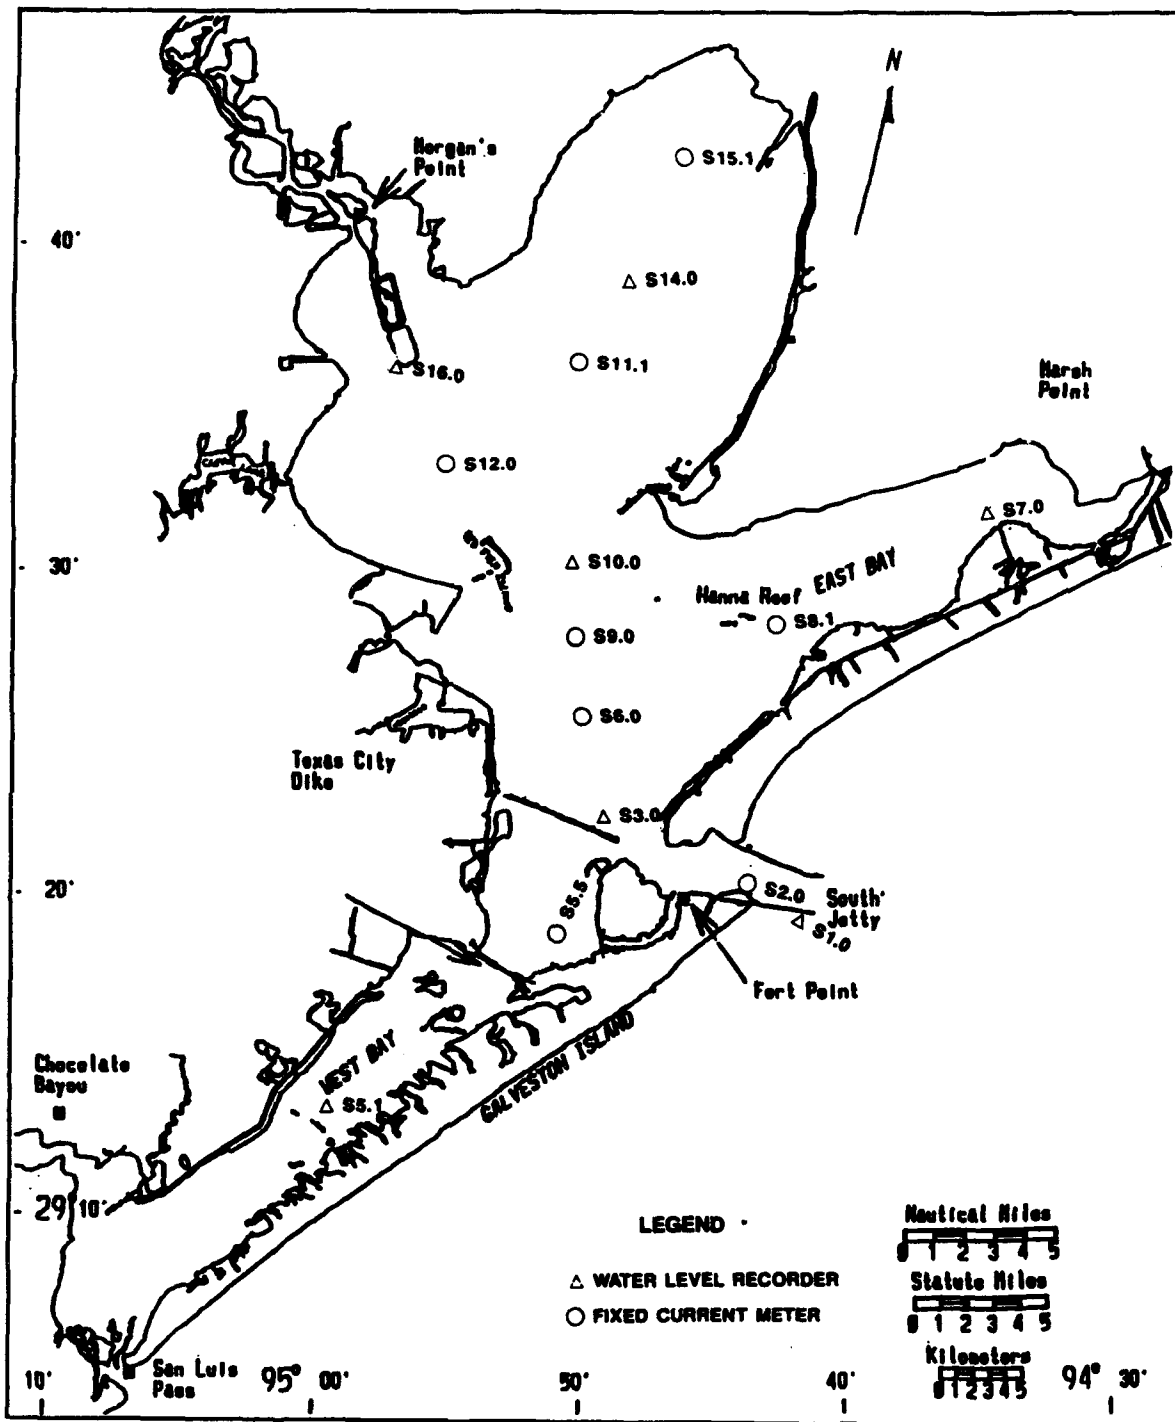 N
Morgan's
Point
S15.1
40'
S14.0
S11.1
S16.0
Marsh
Point
S12.0
S7.0
30'
S10.0
EAST BAY
Hanna Reef
S8.1
S9.0
S6.0
Texas City
Dike
S3.0
20'
S5.5
S2.0
South
Jetty
S1.0
Fort Point
WEST BAY
GALVESTON ISLAND
Chocolate
Bayou
S5.1
29° 10'
LEGEND
△ WATER LEVEL RECORDER
○ FIXED CURRENT METER
Nautical Miles
0 1 2 3 4 5
Statute Miles
0 1 2 3 4 5
Kilometers
0 1 2 3 4 5
San Luis
Pass
10' 95° 00' 50' 40' 94° 30'